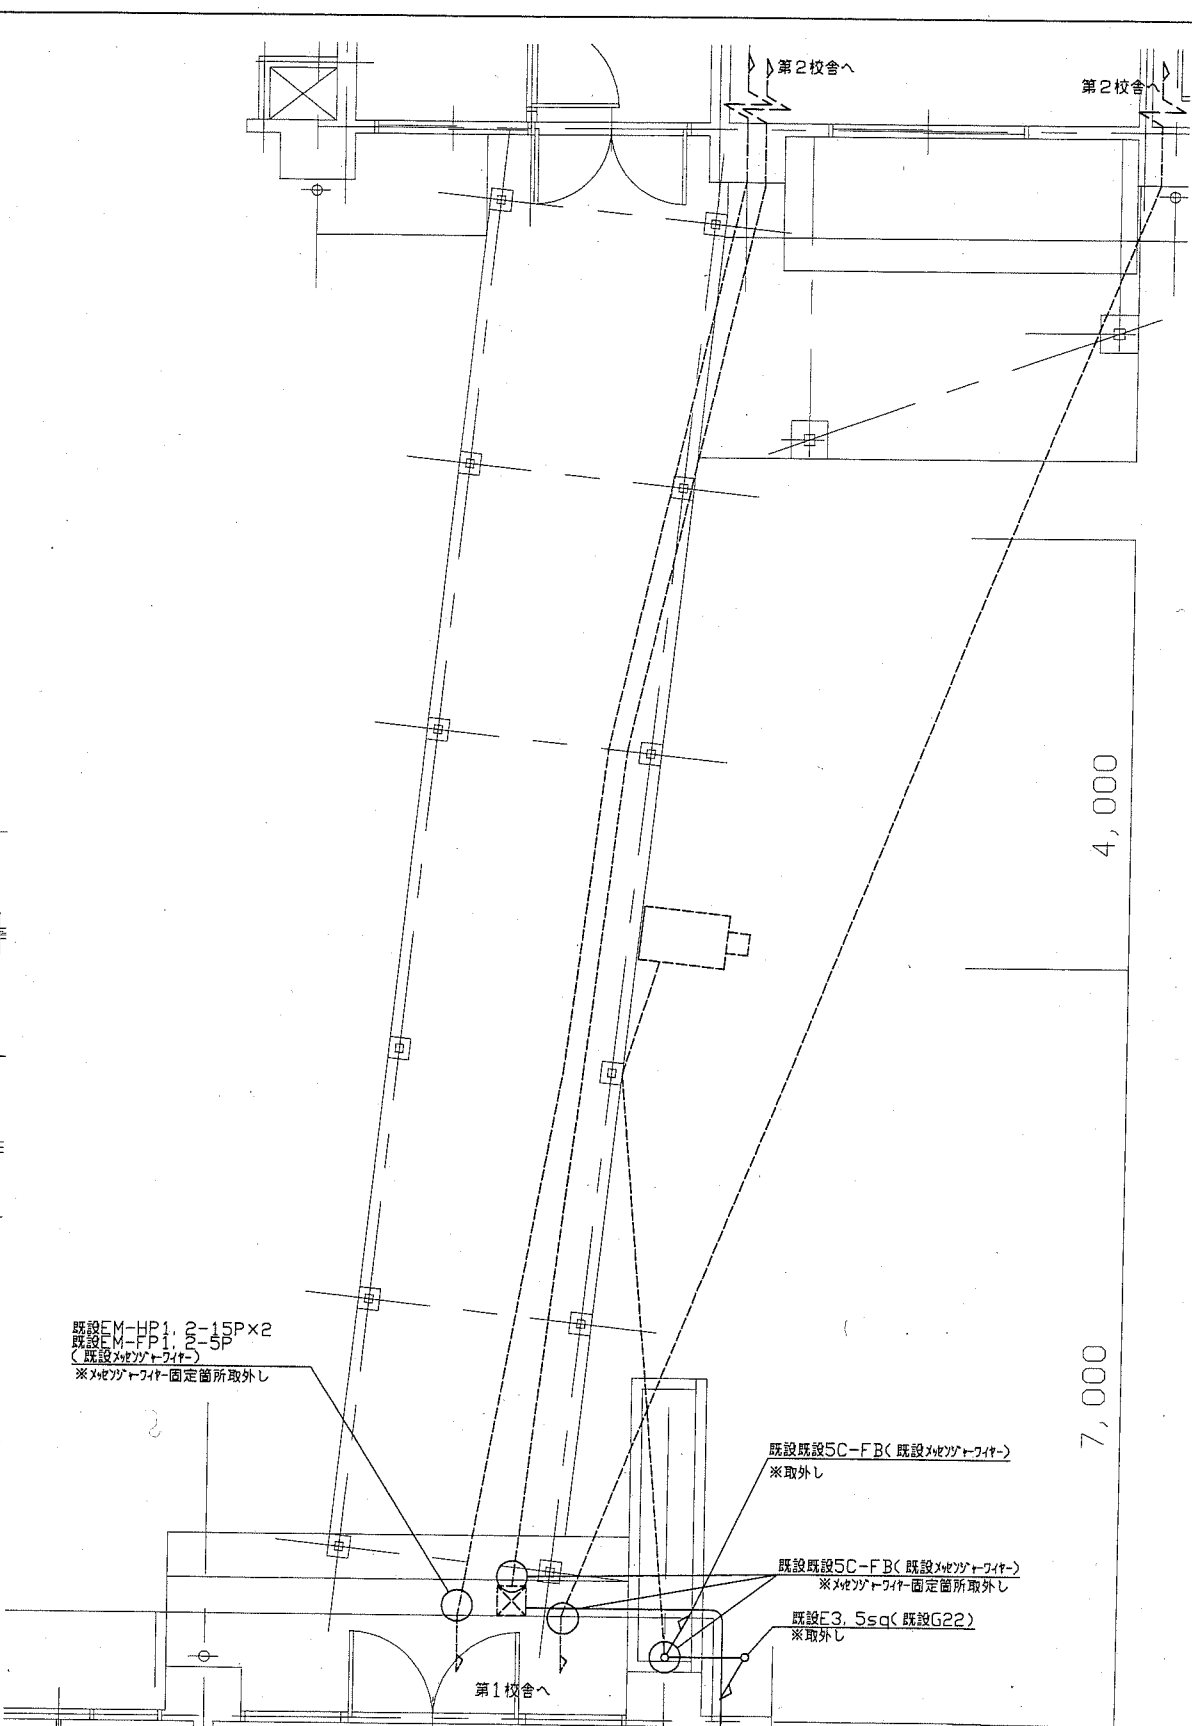 第2校舎へ
第2校舎へ
4,000
既設EM-HP1.2-15P×2
既設EM-FP1.2-5P
(既設メッセンジャーワイヤー)
※メッセンジャーワイヤー固定箇所取外し
7,000
既設既設5C-FB(既設メッセンジャーワイヤー)
※取外し
既設既設5C-FB(既設メッセンジャーワイヤー)
※メッセンジャーワイヤー固定箇所取外し
既設E3.5sq(既設G22)
※取外し
第1校舎へ